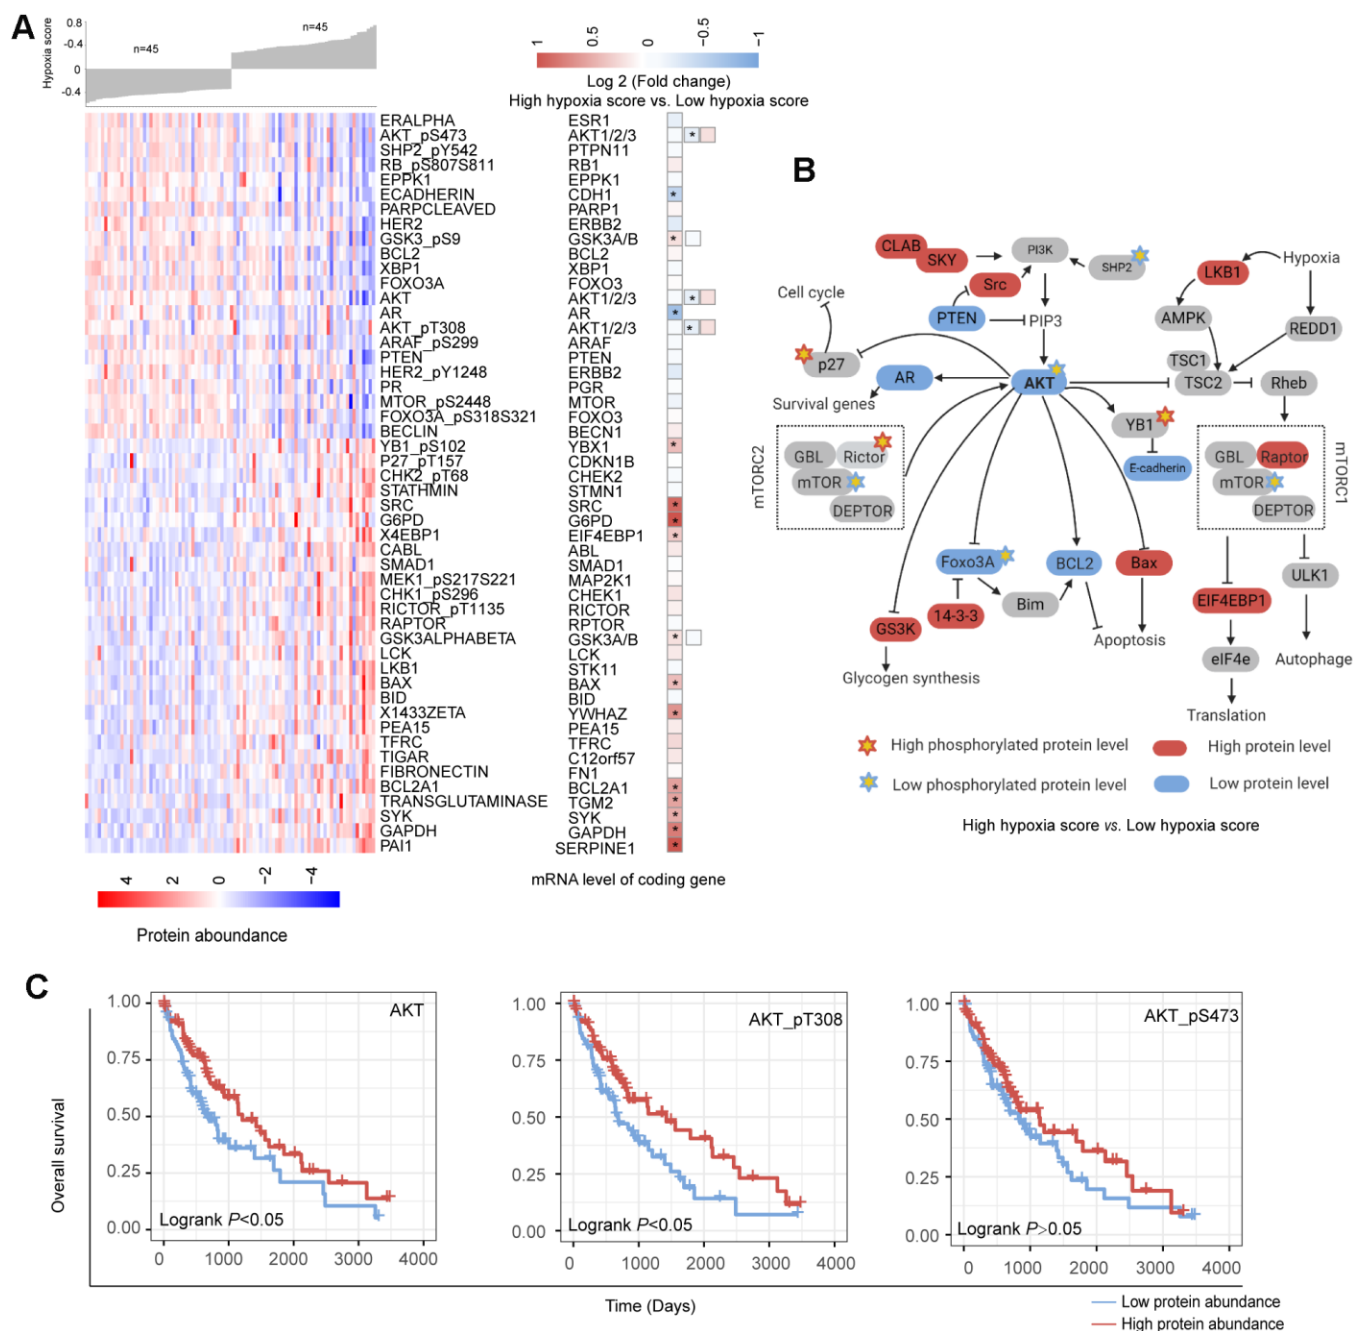 A
Hypoxia score
0.8
-0.4
0
-0.4
n=45
n=45
1
0.5
0
-0.5
-1
Log 2 (Fold change)
High hypoxia score vs. Low hypoxia score
ERALPHA ESR1
AKT_pS473 AKT1/2/3 *
SHP2_pY542 PTPN11
RB_pS807S811 RB1
EPPK1 EPPK1
ECADHERIN CDH1 *
PARPCLEAVED PARP1
HER2 ERBB2
GSK3_pS9 GSK3A/B *
BCL2 BCL2
XBP1 XBP1
FOXO3A FOXO3
AKT AKT1/2/3 *
AR AR *
AKT_pT308 AKT1/2/3 *
ARAF_pS299 ARAF
PTEN PTEN
HER2_pY1248 ERBB2
PR PGR
MTOR_pS2448 MTOR
FOXO3A_pS318S321 FOXO3
BECLIN BECN1
YB1_pS102 YBX1 *
P27_pT157 CDKN1B
CHK2_pT68 CHEK2
STATHMIN STMN1
SRC SRC *
G6PD G6PD *
X4EBP1 EIF4EBP1 *
CABL ABL
SMAD1 SMAD1
MEK1_pS217S221 MAP2K1
CHK1_pS296 CHEK1
RICTOR_pT1135 RICTOR
RAPTOR RPTOR
GSK3ALPHABETA GSK3A/B *
LCK LCK
LKB1 STK11
BAX BAX *
BID BID
X1433ZETA YWHAZ *
PEA15 PEA15
TFRC TFRC
TIGAR C12orf57
FIBRONECTIN FN1
BCL2A1 BCL2A1 *
TRANSGLUTAMINASE TGM2 *
SYK SYK *
GAPDH GAPDH *
PAI1 SERPINE1 *
4
2
0
-2
-4
Protein aboundance
mRNA level of coding gene
B
CLAB
SKY
PI3K
SHP2
Src
LKB1
Hypoxia
Cell cycle
PTEN
PIP3
AMPK
REDD1
p27
TSC1
TSC2
Rheb
AR
AKT
Survival genes
YB1
mTORC2
GBL
Rictor
mTOR
DEPTOR
E-cadherin
GBL
Raptor
mTOR
DEPTOR
mTORC1
Foxo3A
BCL2
Bax
ULK1
Bim
14-3-3
GS3K
EIF4EBP1
Apoptosis
eIF4e
Autophage
Glycogen synthesis
Translation
High phosphorylated protein level
High protein level
Low phosphorylated protein level
Low protein level
High hypoxia score vs. Low hypoxia score
C
Overall survival
1.00
0.75
0.50
0.25
0.00
AKT
Logrank P<0.05
0 1000 2000 3000 4000
1.00
0.75
0.50
0.25
0.00
AKT_pT308
Logrank P<0.05
0 1000 2000 3000 4000
1.00
0.75
0.50
0.25
0.00
AKT_pS473
Logrank P>0.05
0 1000 2000 3000 4000
Time (Days)
Low protein abundance
High protein abundance